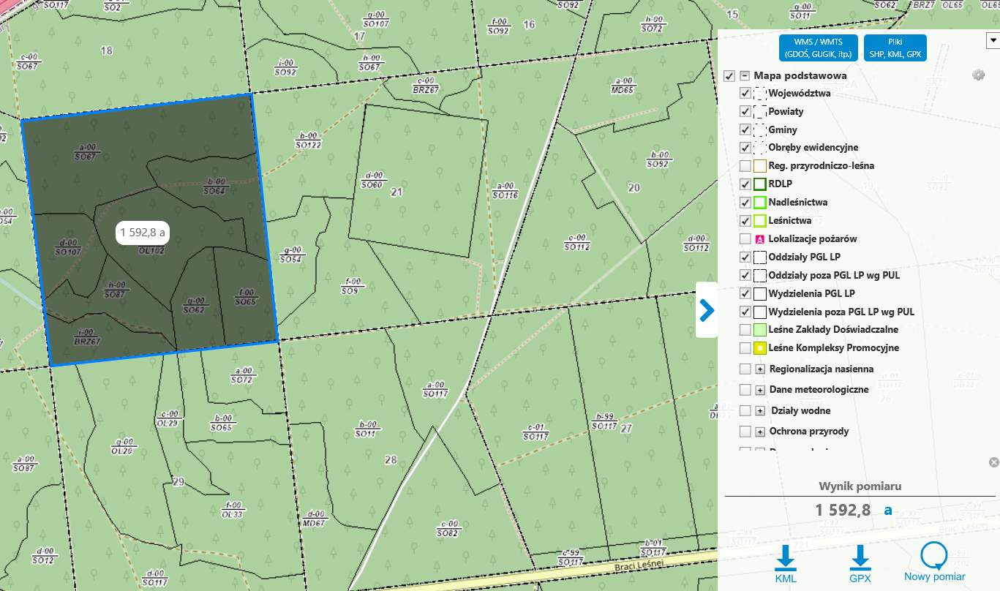 SO117
SO2
g-00
SO107
17
f-00
SO92
16
SO92
h-00
SO72
15
g-00
SO11
SO62
BRZ7
OL65
18
c-00
SO67
i-00
SO92
h-00
SO67
c-00
BRZ67
a-00
MD65
b-00
SO122
a-00
SO67
b-00
SO64
d-00
SO60
21
a-00
SO116
b-00
SO92
20
d-00
SO107
OL102
1 592,8 a
g-00
SO54
c-00
SO112
d-00
SO112
h-00
SO87
g-00
SO62
f-00
SO65
f-00
SO9
i-00
BRZ67
a-00
SO72
a-00
SO117
c-00
OL29
b-00
SO65
b-00
SO11
c-01
SO117
b-99
SO117
27
g-00
OL20
a-00
SO87
28
29
f-00
OL33
d-00
MD67
c-00
SO82
d-00
SO12
d-00
SO117
c-99
SO117
b-01
SO117
Braci Leśnej
WMS / WMTS
(GDOŚ, GUGIK, itp.)
Pliki
SHP, KML, GPX
Mapa podstawowa
Województwa
Powiaty
Gminy
Obręby ewidencyjne
Reg. przyrodniczo-leśna
RDLP
Nadleśnictwa
Leśnictwa
Lokalizacje pożarów
Oddziały PGL LP
Oddziały poza PGL LP wg PUL
Wydzielenia PGL LP
Wydzielenia poza PGL LP wg PUL
Leśne Zakłady Doświadczalne
Leśne Kompleksy Promocyjne
Regionalizacja nasienna
Dane meteorologiczne
Działy wodne
Ochrona przyrody
Wynik pomiaru
1 592,8 a
Braci Leśnej
KML
GPX
Nowy pomiar